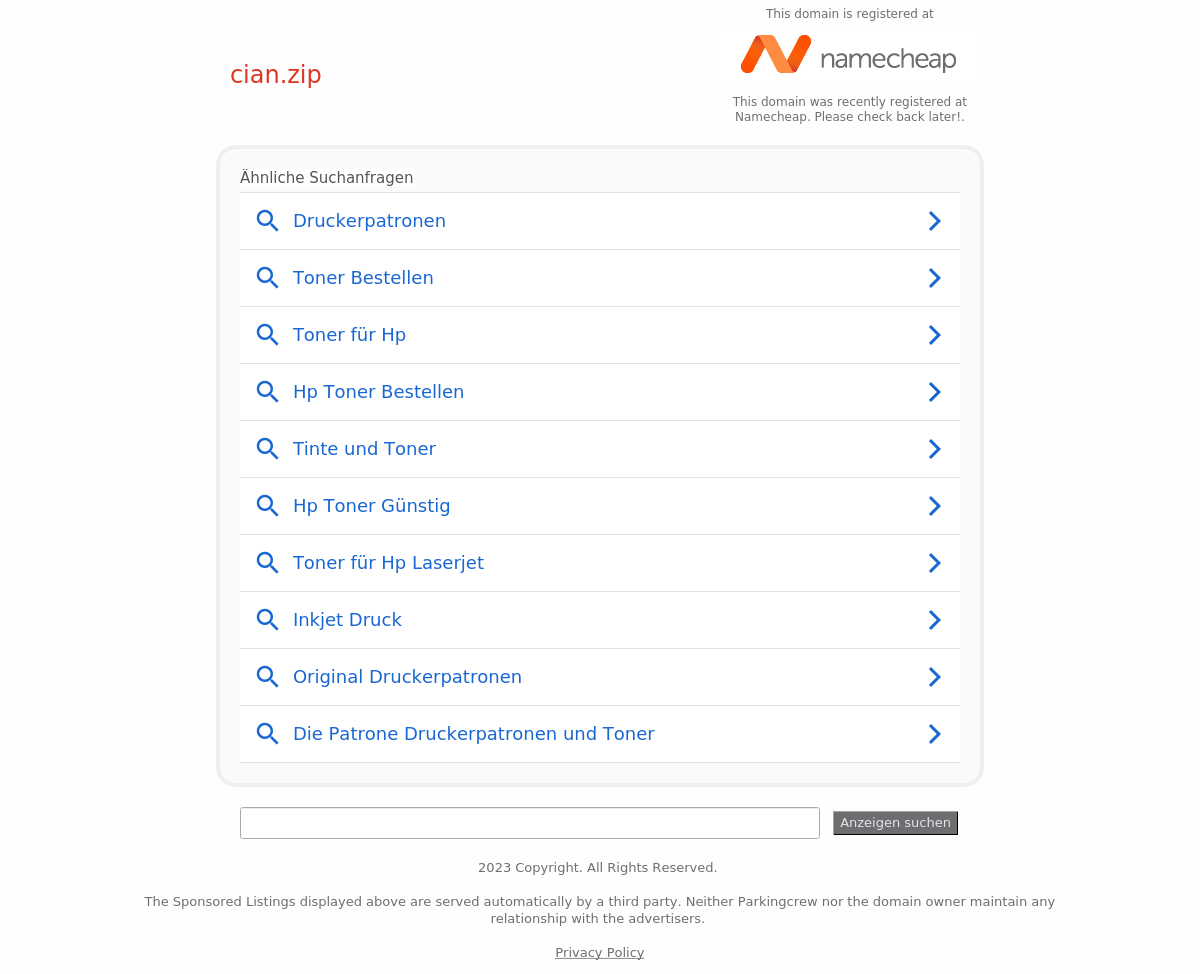 This domain is registered at
namecheap
cian.zip
This domain was recently registered at
Namecheap. Please check back later!.
Ähnliche Suchanfragen
Druckerpatronen
Toner Bestellen
Toner für Hp
Hp Toner Bestellen
Tinte und Toner
Hp Toner Günstig
Toner für Hp Laserjet
Inkjet Druck
Original Druckerpatronen
Die Patrone Druckerpatronen und Toner
Anzeigen suchen
2023 Copyright. All Rights Reserved.
The Sponsored Listings displayed above are served automatically by a third party. Neither Parkingcrew nor the domain owner maintain any
relationship with the advertisers.
Privacy Policy